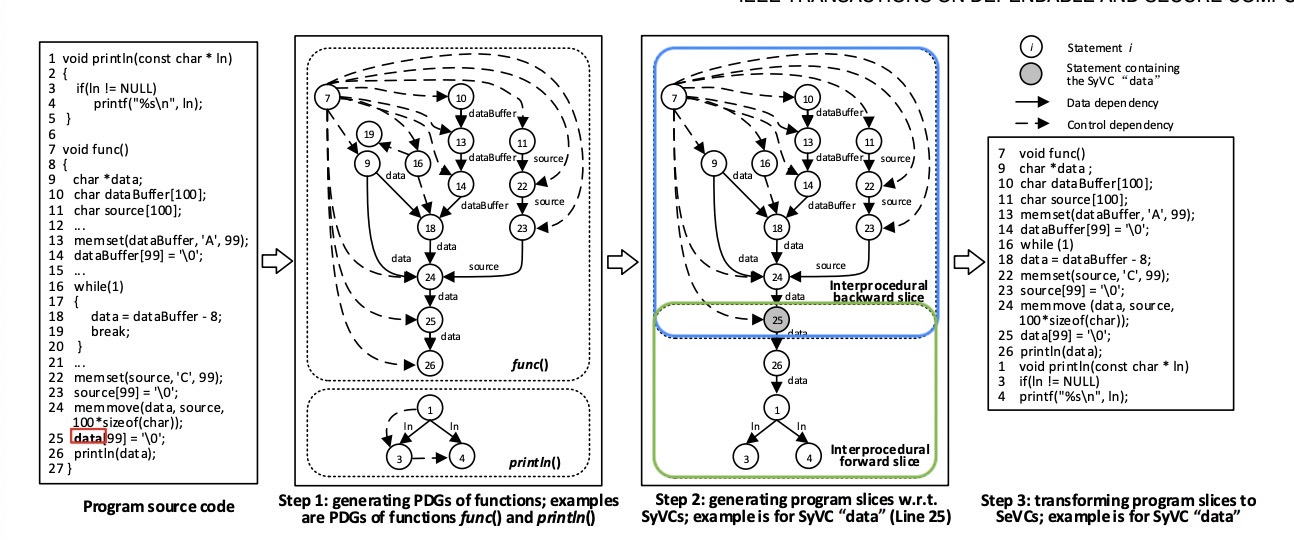 IEEE TRANSACTIONS ON DEPENDABLE AND SECURE COMP
1 void println(const char * ln)
2 {
3 if(ln != NULL)
4 printf("%s\n", ln);
5 }
6
7 void func()
8 {
9 char *data;
10 char dataBuffer[100];
11 char source[100];
12 ...
13 memset(dataBuffer, 'A', 99);
14 dataBuffer[99] = '\0';
15 ...
16 while(1)
17 {
18 data = dataBuffer - 8;
19 break;
20 }
21 ...
22 memset(source, 'C', 99);
23 source[99] = '\0';
24 memmove(data, source,
100*sizeof(char));
25 data[99] = '\0';
26 println(data);
27 }
Program source code
7
10
dataBuffer
19
13
11
9
16
dataBuffer
source
data
14
22
dataBuffer
source
18
23
data
data
source
24
data
25
data
26
func()
1
ln
ln
3
4
println()
Step 1: generating PDGs of functions; examples
are PDGs of functions func() and println()
7
10
dataBuffer
13
11
9
16
dataBuffer
source
data
14
22
dataBuffer
source
18
23
data
data
source
24
Interprocedural
backward slice
data
25
data
26
data
1
ln
ln
3
4
Interprocedural
forward slice
Step 2: generating program slices w.r.t.
SyVCs; example is for SyVC “data” (Line 25)
i
Statement i
Statement containing
the SyVC “data”
Data dependency
Control dependency
7 void func()
9 char *data ;
10 char dataBuffer[100];
11 char source[100];
13 memset(dataBuffer, 'A', 99);
14 dataBuffer[99] = '\0';
16 while (1)
18 data = dataBuffer - 8;
22 memset(source, 'C', 99);
23 source[99] = '\0';
24 memmove (data, source,
100*sizeof(char));
25 data[99] = '\0';
26 println(data);
1 void println(const char * ln)
3 if(ln != NULL)
4 printf("%s\n", ln);
Step 3: transforming program slices to
SeVCs; example is for SyVC “data”